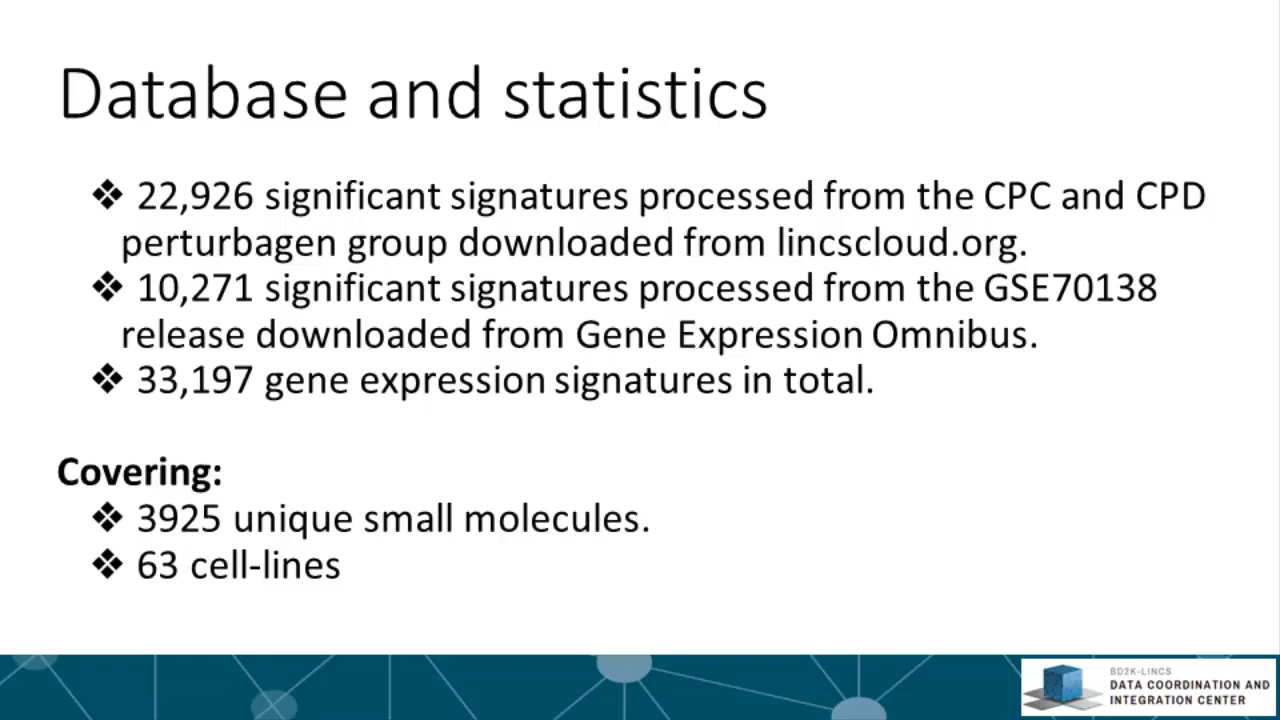 Database and statistics
❖ 22,926 significant signatures processed from the CPC and CPD
perturbagen group downloaded from lincscloud.org.
❖ 10,271 significant signatures processed from the GSE70138
release downloaded from Gene Expression Omnibus.
❖ 33,197 gene expression signatures in total.
Covering:
❖ 3925 unique small molecules.
❖ 63 cell-lines
BD2K-LINCS
DATA COORDINATION AND
INTEGRATION CENTER